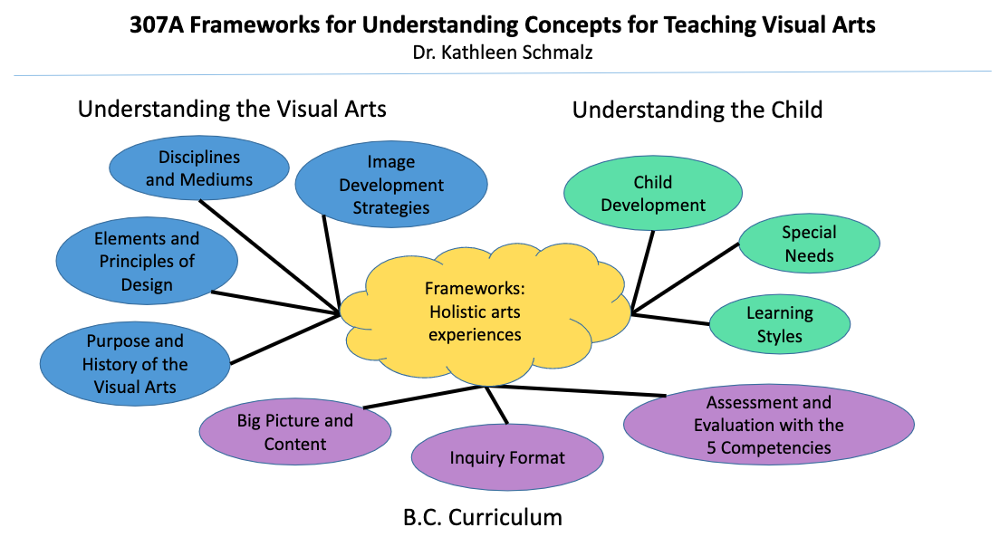 307A Frameworks for Understanding Concepts for Teaching Visual Arts
Dr. Kathleen Schmalz
Understanding the Visual Arts
Understanding the Child
Disciplines
and Mediums
Image
Development
Strategies
Elements and
Principles of
Design
Purpose and
History of the
Visual Arts
Frameworks:
Holistic arts
experiences
Child
Development
Special
Needs
Learning
Styles
Big Picture and
Content
Inquiry Format
Assessment and
Evaluation with the
5 Competencies
B.C. Curriculum